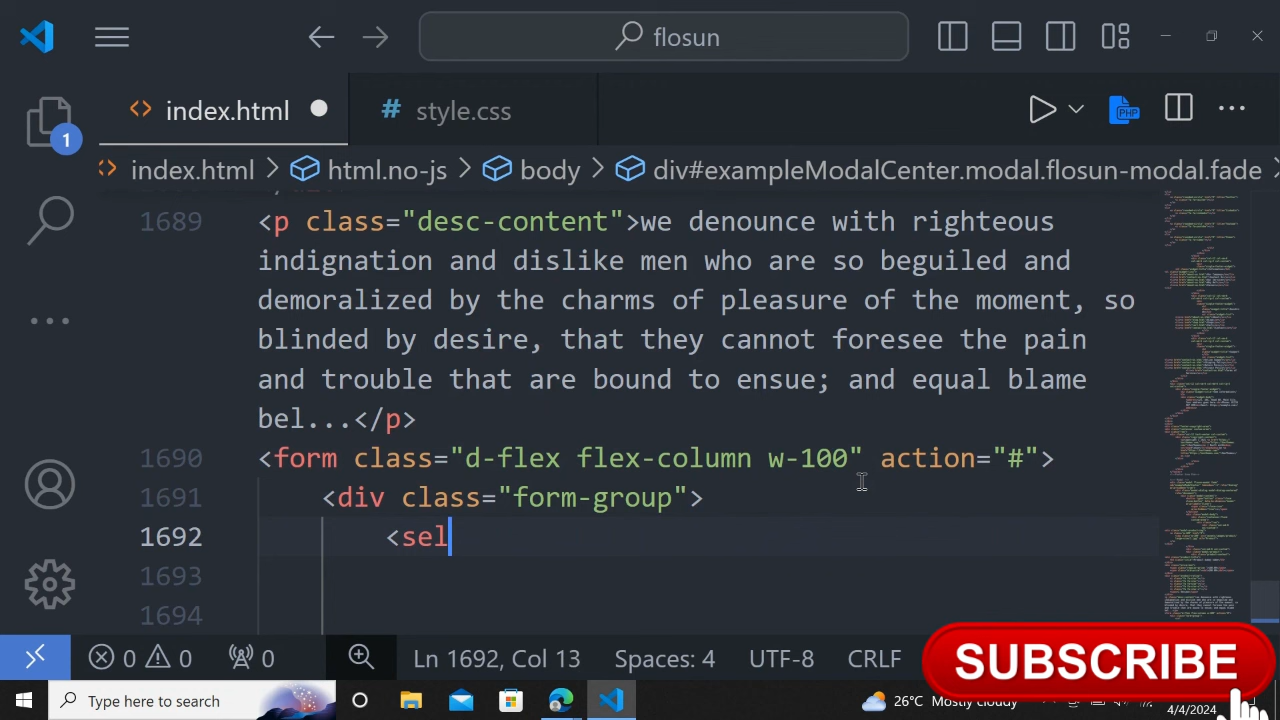 flosun
index.html
style.css
index.html > html.no-js > body > div#exampleModalCenter.modal.flosun-modal.fade >
1
1689 <p class="desc-content">we denounce with righteous
indignation and dislike men who are so beguiled and
demoralized by the charms of pleasure of the moment, so
blinded by desire, that they cannot foresee the pain
and trouble that are bound to ensue; and equal blame
bel...</p>
1690 <form class="d-flex flex-column w-100" action="#">
1691 <div class="form-group">
1692 <sel
1693
1694
0 0 0 Ln 1692, Col 13 Spaces: 4 UTF-8 CRLF
SUBSCRIBE
Type here to search
26°C Mostly cloudy
4/4/2024